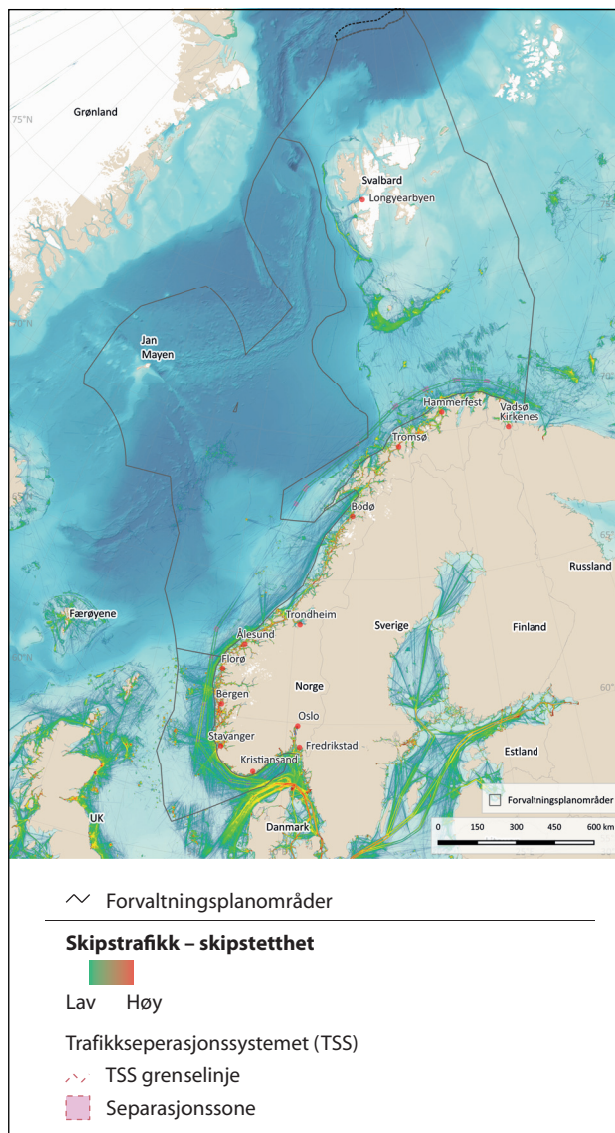 Grønland
75°N
Svalbard
Longyearbyen
70°N
Jan
Mayen
Hammerfest
Vadsø
Kirkenes
Tromsø
Bodø
65°
Russland
Færøyene
Trondheim
Sverige
Finland
Ålesund
Florø
Norge
60°
Bergen
Oslo
Stavanger
Fredrikstad
Estland
Kristiansand
Forvaltningsplanområder
UK
Danmark
0 150 300 450 600 km
Forvaltningsplanområder
Skipstrafikk – skipstetthet
Lav Høy
Trafikkseperasjonssystemet (TSS)
TSS grenselinje
Separasjonssone